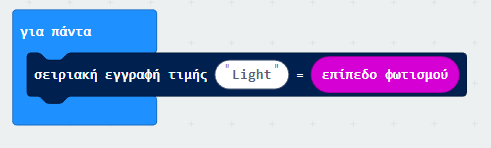 για πάντα
σειριακή εγγραφή τιμής "Light" = επίπεδο φωτισμού